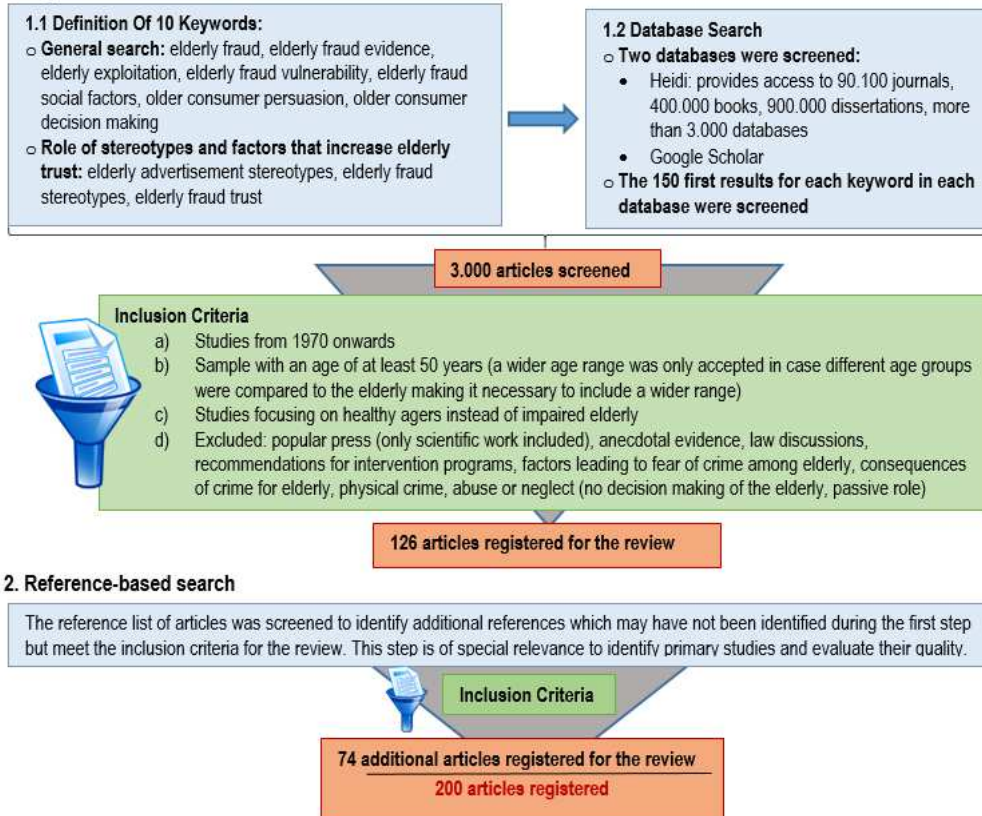 1.1 Definition Of 10 Keywords:
o General search: elderly fraud, elderly fraud evidence,
elderly exploitation, elderly fraud vulnerability, elderly fraud
social factors, older consumer persuasion, older consumer
decision making
o Role of stereotypes and factors that increase elderly
trust: elderly advertisement stereotypes, elderly fraud
stereotypes, elderly fraud trust
1.2 Database Search
o Two databases were screened:
• Heidi: provides access to 90.100 journals,
400.000 books, 900.000 dissertations, more
than 3.000 databases
• Google Scholar
o The 150 first results for each keyword in each
database were screened
3.000 articles screened
Inclusion Criteria
a) Studies from 1970 onwards
b) Sample with an age of at least 50 years (a wider age range was only accepted in case different age groups
were compared to the elderly making it necessary to include a wider range)
c) Studies focusing on healthy agers instead of impaired elderly
d) Excluded: popular press (only scientific work included), anecdotal evidence, law discussions,
recommendations for intervention programs, factors leading to fear of crime among elderly, consequences
of crime for elderly, physical crime, abuse or neglect (no decision making of the elderly, passive role)
126 articles registered for the review
2. Reference-based search
The reference list of articles was screened to identify additional references which may have not been identified during the first step
but meet the inclusion criteria for the review. This step is of special relevance to identify primary studies and evaluate their quality.
Inclusion Criteria
74 additional articles registered for the review
200 articles registered